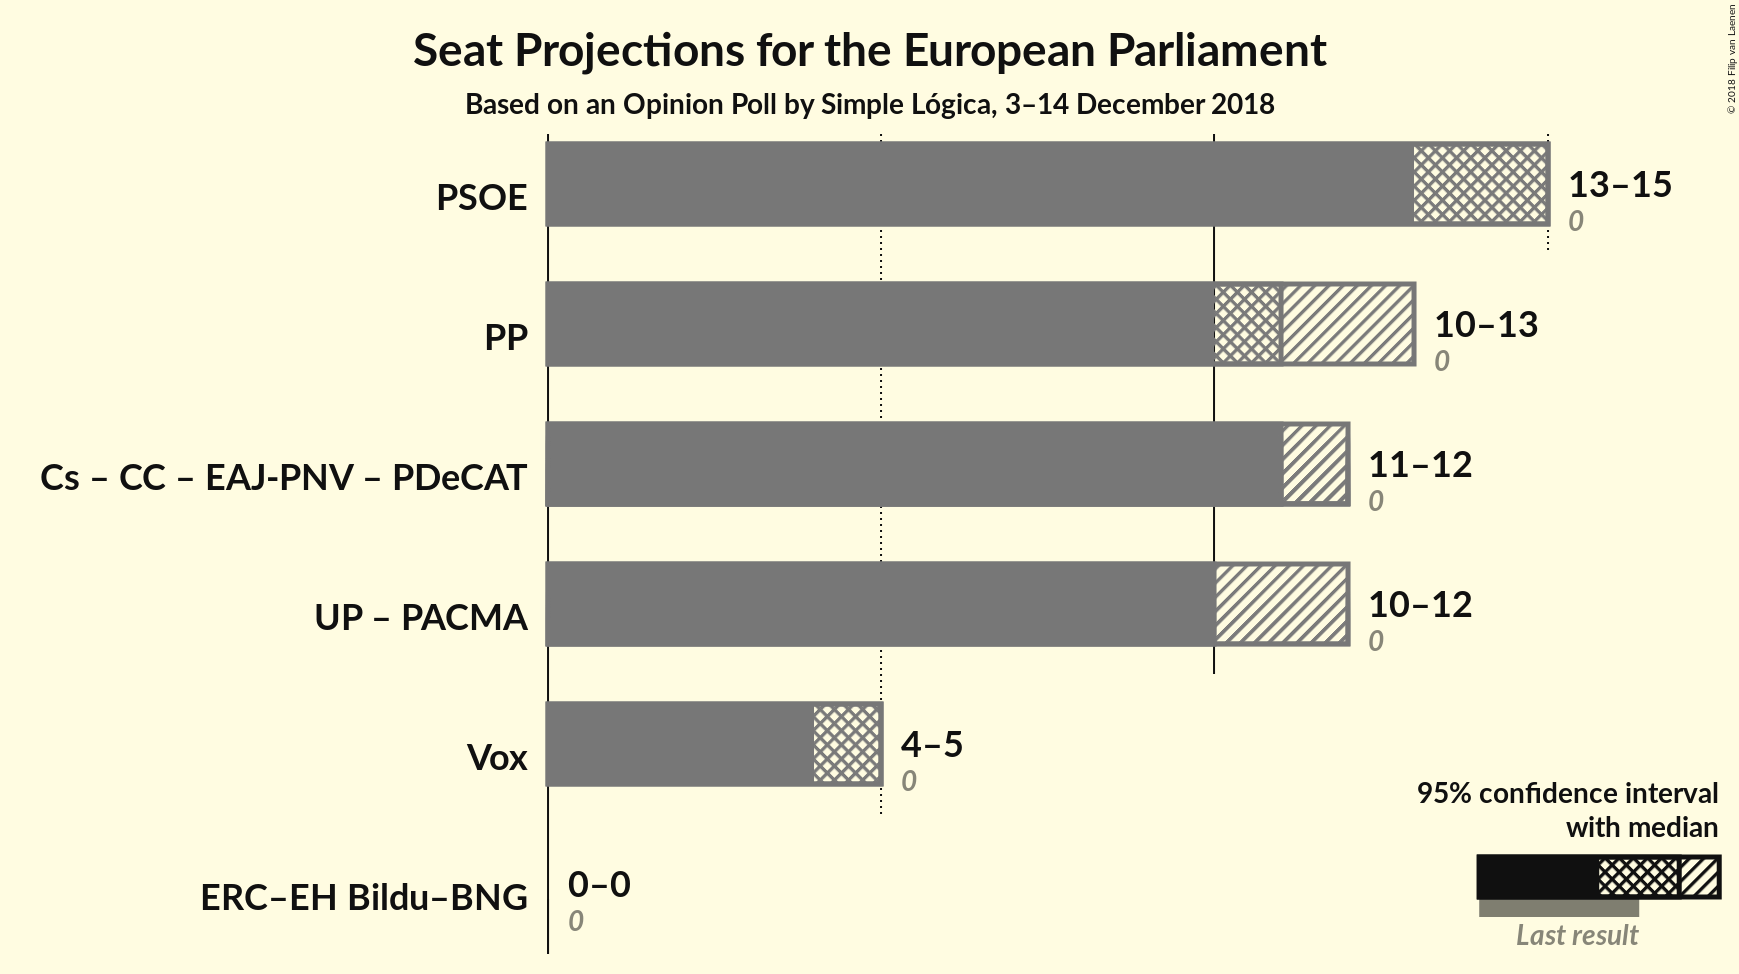 Seat Projections for the European Parliament
Based on an Opinion Poll by Simple Lógica, 3–14 December 2018
© 2018 Filip van Laenen
PSOE
13–15
0
PP
10–13
0
Cs – CC – EAJ-PNV – PDeCAT
11–12
0
UP – PACMA
10–12
0
Vox
4–5
0
ERC–EH Bildu–BNG
0–0
0
95% confidence interval
with median
Last result